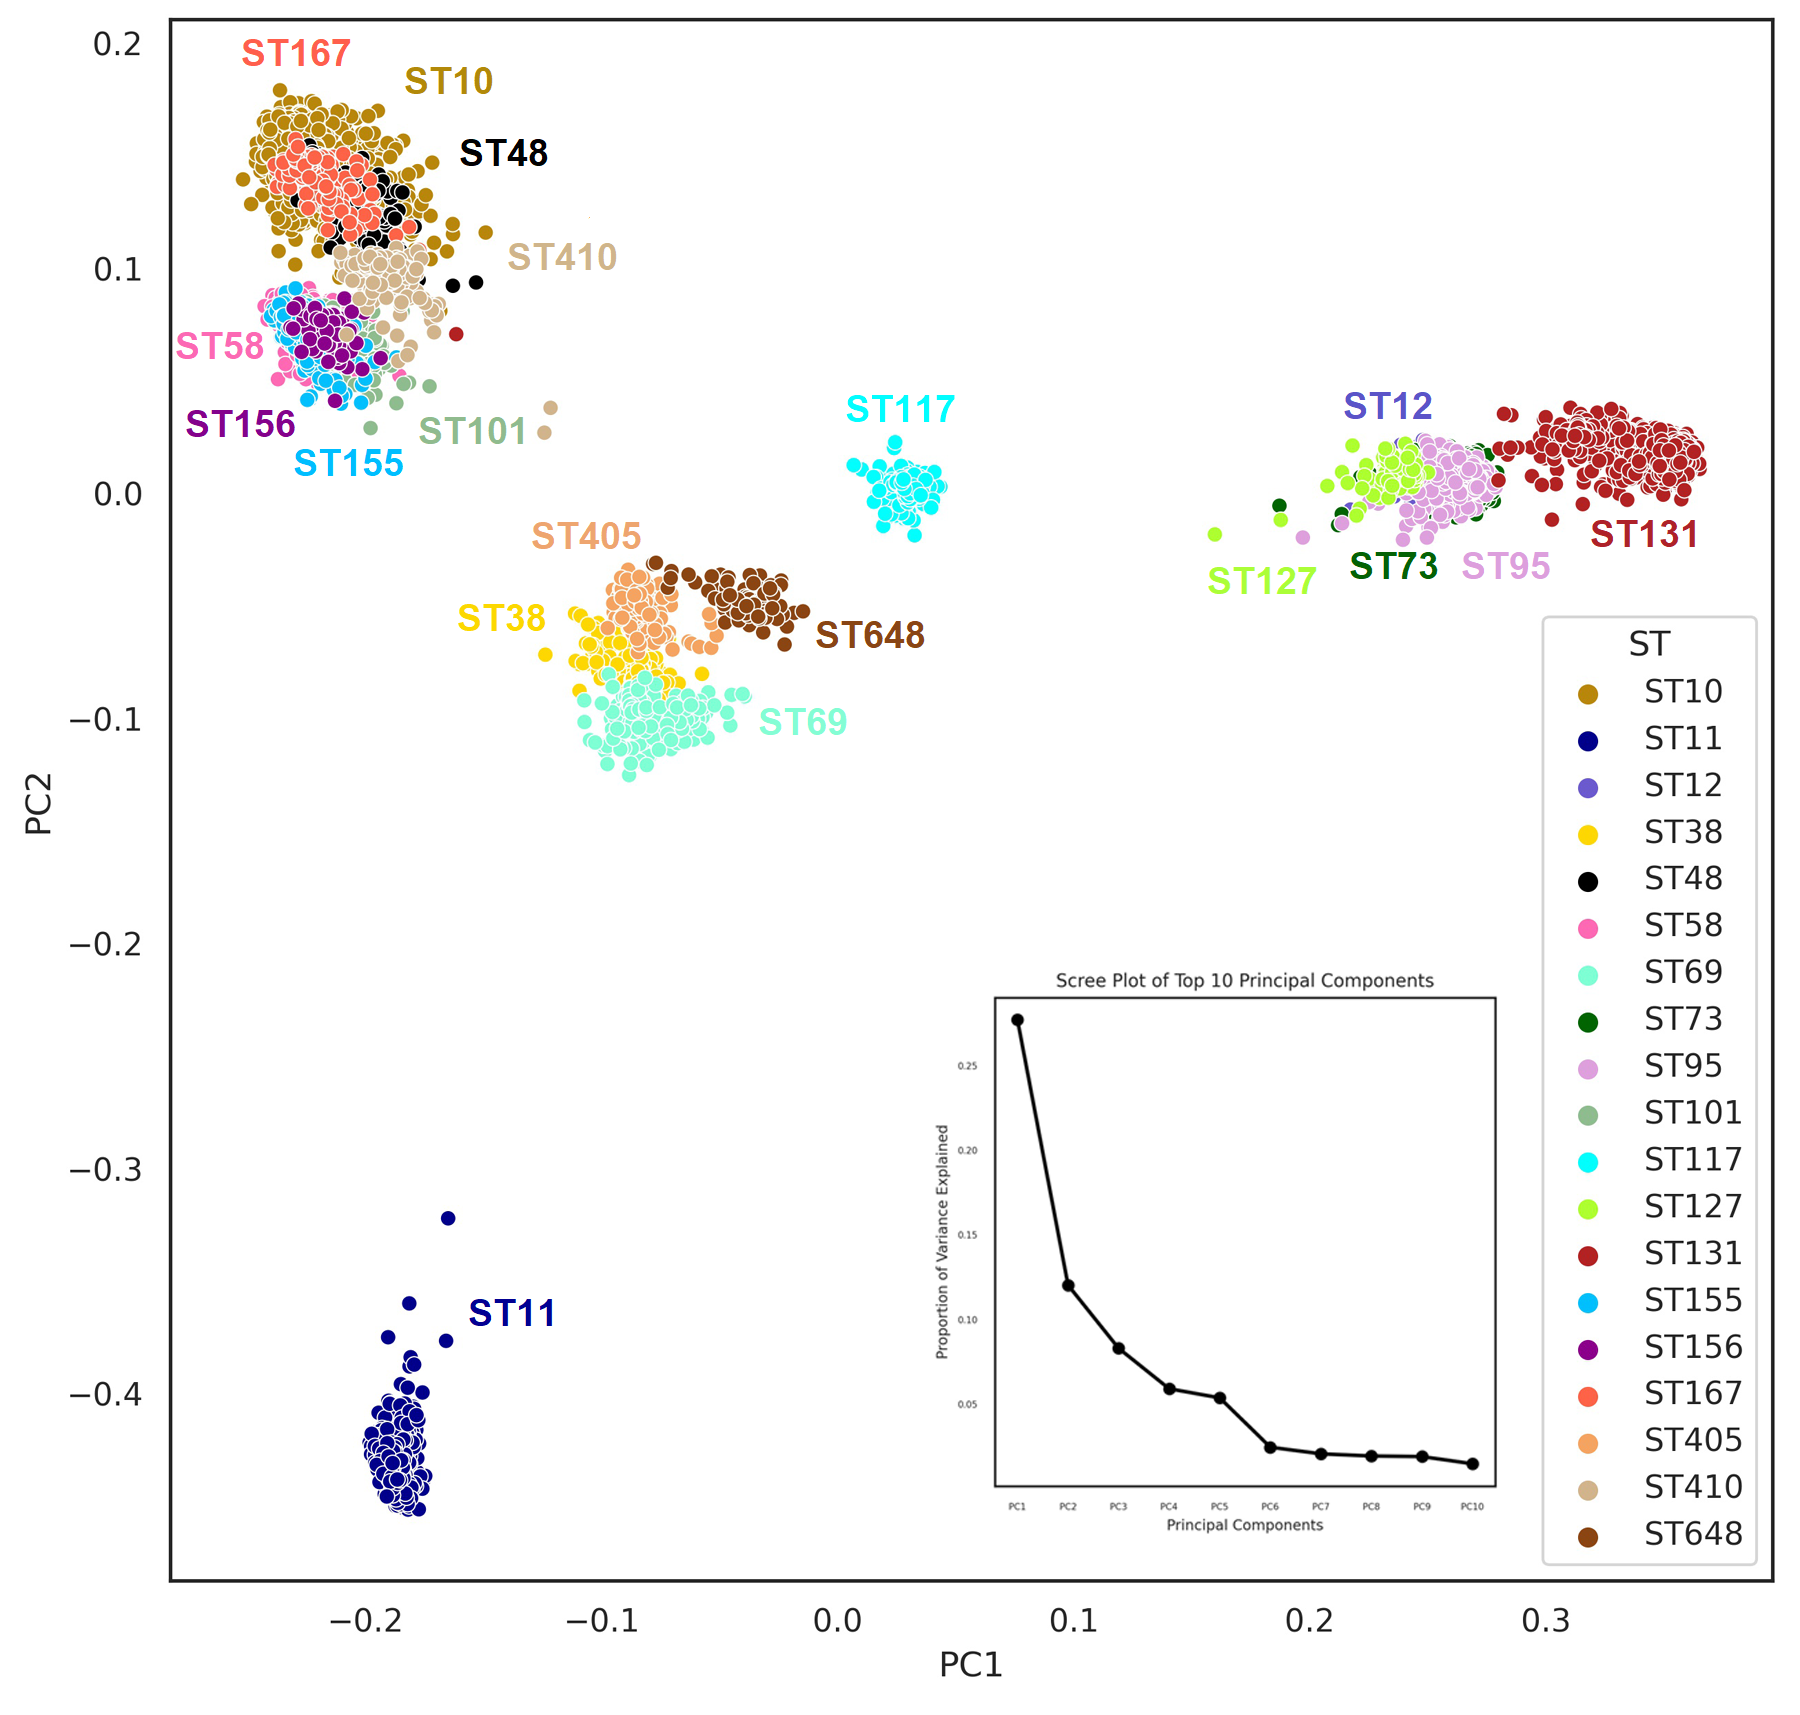 ST167
ST10
ST48
ST410
ST58
ST156
ST155
ST101
ST117
ST12
ST131
ST73
ST95
ST127
ST405
ST38
ST648
ST69
ST11
0.2
0.1
0.0
−0.1
−0.2
−0.3
−0.4
PC2
−0.2
−0.1
0.0
0.1
0.2
0.3
PC1
ST
ST10
ST11
ST12
ST38
ST48
ST58
ST69
ST73
ST95
ST101
ST117
ST127
ST131
ST155
ST156
ST167
ST405
ST410
ST648
Scree Plot of Top 10 Principal Components
0.25
0.20
0.15
0.10
0.05
Proportion of Variance Explained
PC1 PC2 PC3 PC4 PC5 PC6 PC7 PC8 PC9 PC10
Principal Components